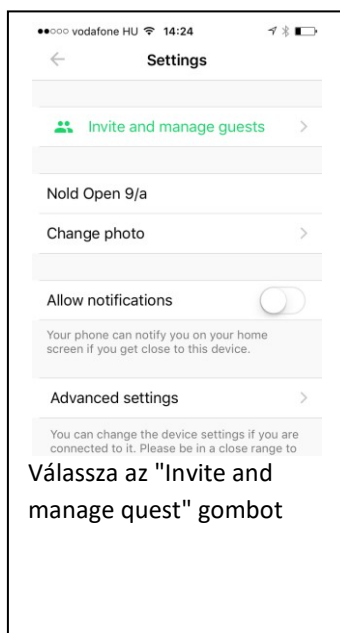 vodafone HU 14:24
Settings
Invite and manage guests
Nold Open 9/a
Change photo
Allow notifications
Your phone can notify you on your home
screen if you get close to this device.
Advanced settings
You can change the device settings if you are
connected to it. Please be in a close range to
Válassza az "Invite and
manage quest" gombot